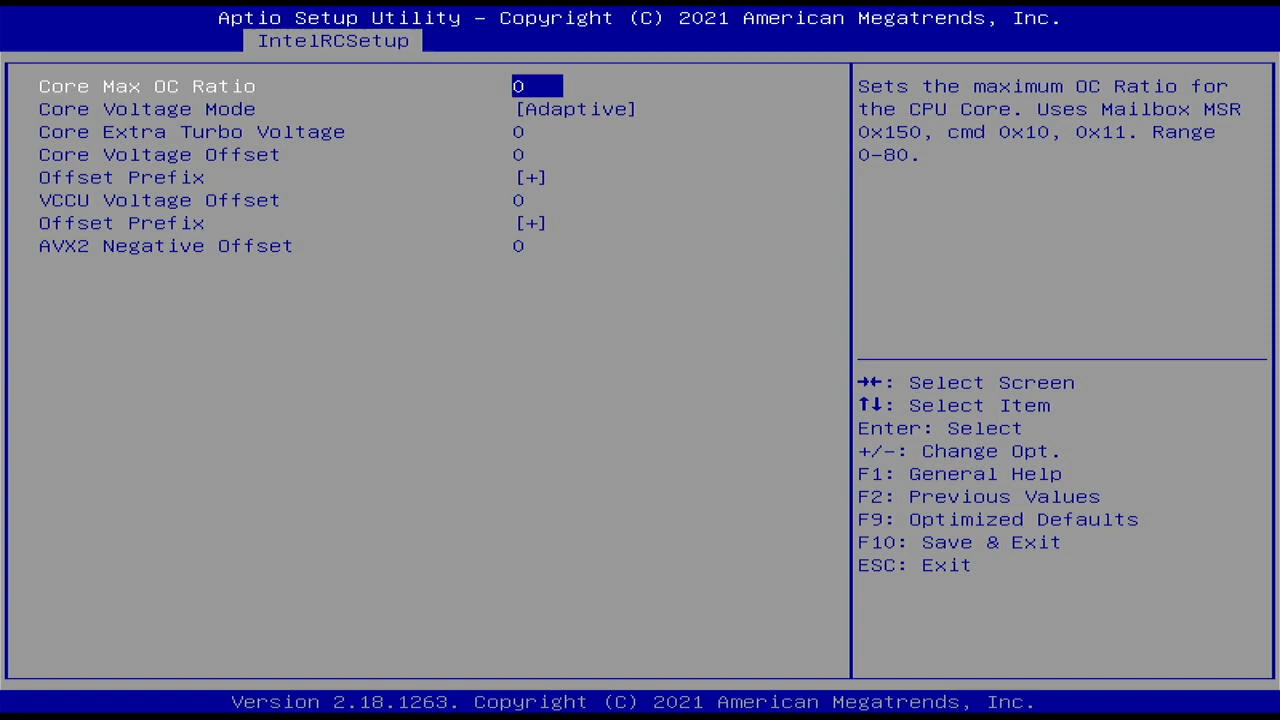 Aptio Setup Utility – Copyright (C) 2021 American Megatrends, Inc.
IntelRCSetup
Core Max OC Ratio 0
Core Voltage Mode [Adaptive]
Core Extra Turbo Voltage 0
Core Voltage Offset 0
Offset Prefix [+]
VCCU Voltage Offset 0
Offset Prefix [+]
AVX2 Negative Offset 0
Sets the maximum OC Ratio for
the CPU Core. Uses Mailbox MSR
0x150, cmd 0x10, 0x11. Range
0-80.
→←: Select Screen
↑↓: Select Item
Enter: Select
+/-: Change Opt.
F1: General Help
F2: Previous Values
F9: Optimized Defaults
F10: Save & Exit
ESC: Exit
Version 2.18.1263. Copyright (C) 2021 American Megatrends, Inc.